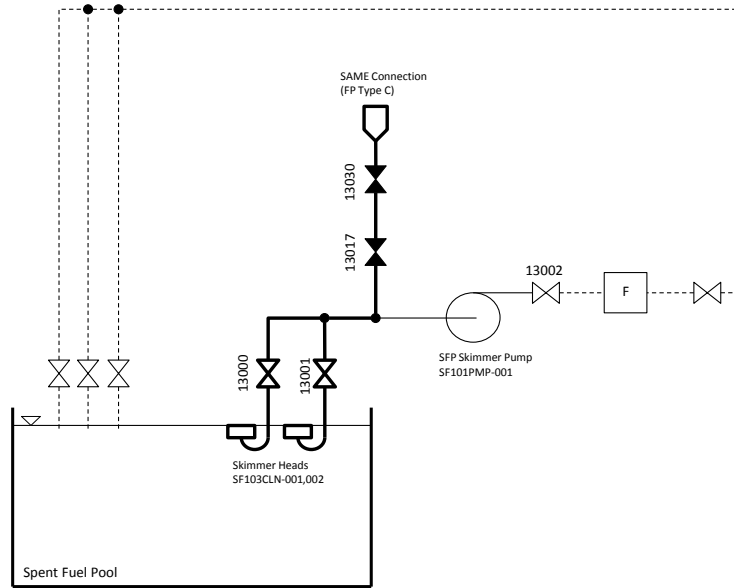 SAME Connection
(FP Type C)
13030
13017
13002
F
SFP Skimmer Pump
SF101PMP-001
13000
13001
Skimmer Heads
SF103CLN-001,002
Spent Fuel Pool